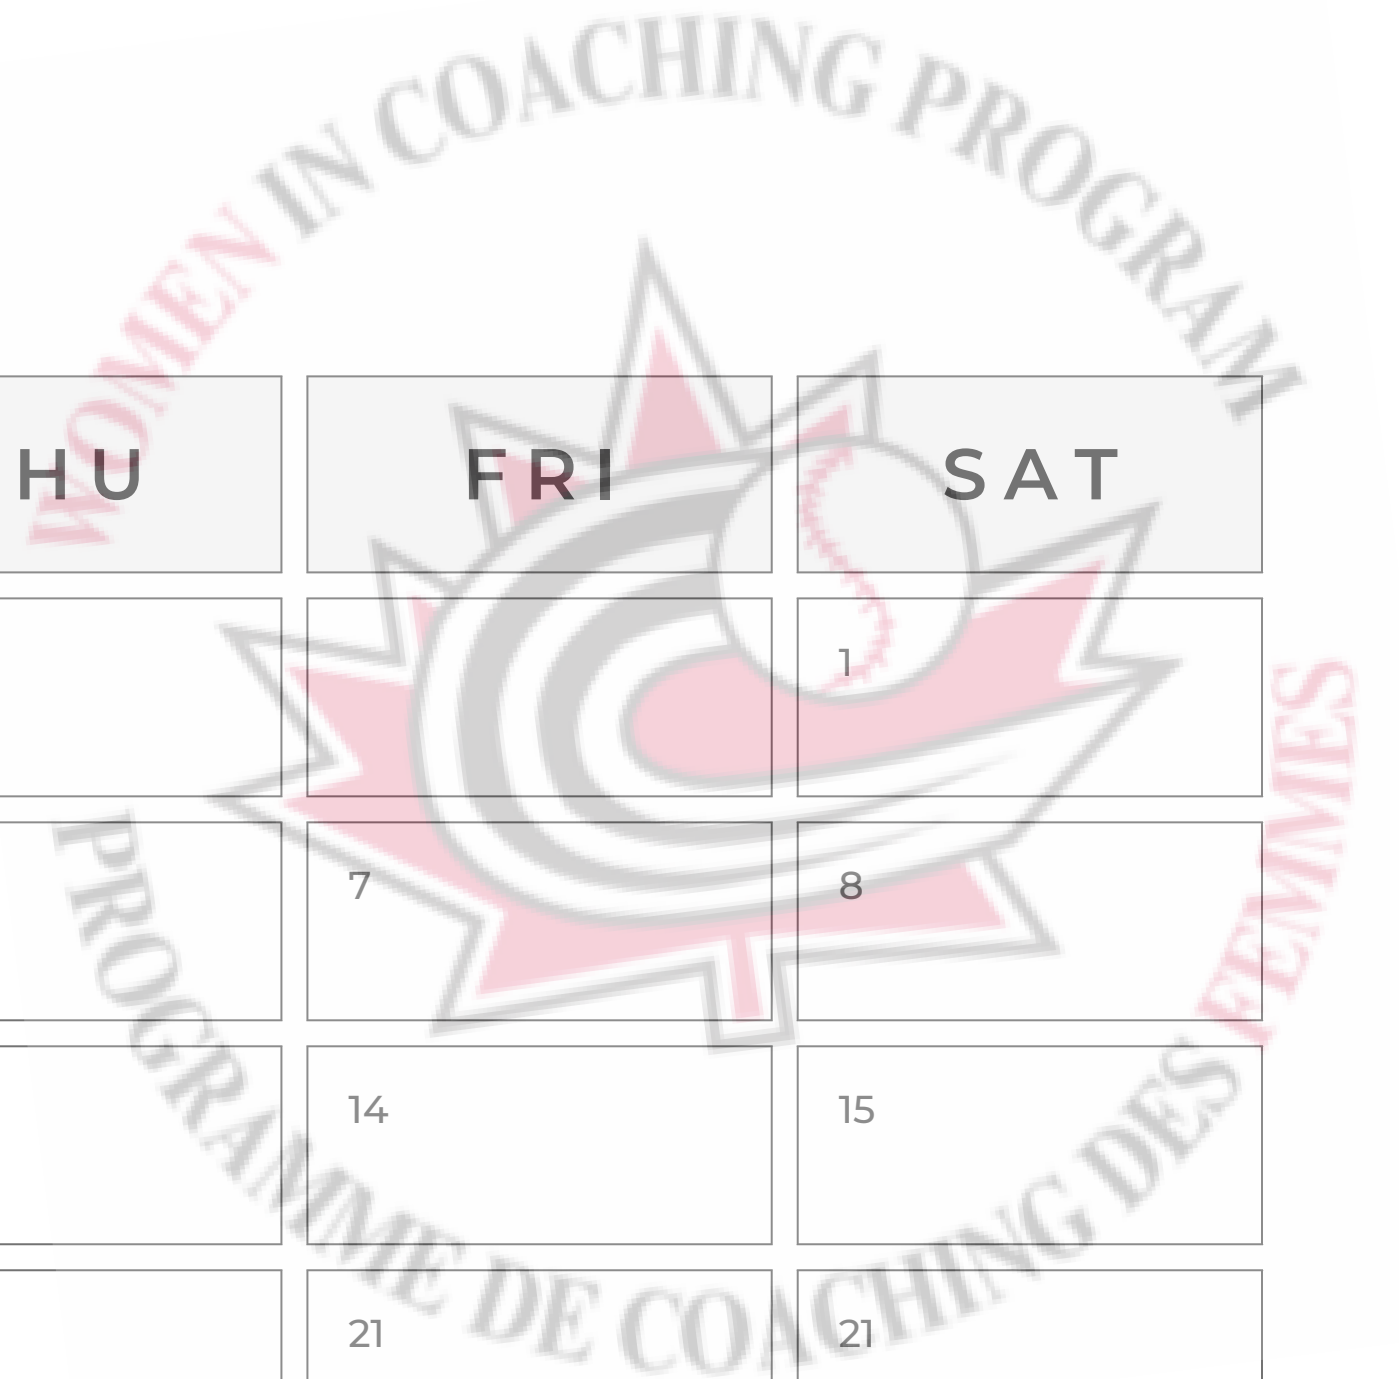 WOMEN IN COACHING PROGRAM
HU FRI SAT
1
7 8
14 15
21 21
PROGRAMME DE COACHING DES FEMMES